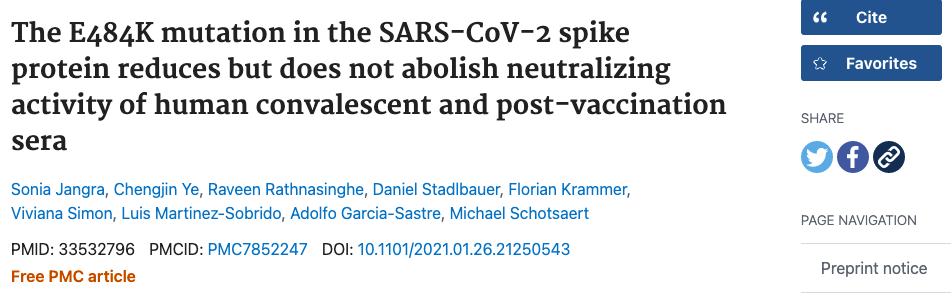 The E484K mutation in the SARS-CoV-2 spike
protein reduces but does not abolish neutralizing
activity of human convalescent and post-vaccination
sera
Sonia Jangra, Chengjin Ye, Raveen Rathnasinghe, Daniel Stadlbauer, Florian Krammer,
Viviana Simon, Luis Martinez-Sobrido, Adolfo Garcia-Sastre, Michael Schotsaert
PMID: 33532796 PMCID: PMC7852247 DOI: 10.1101/2021.01.26.21250543
Free PMC article
Cite
Favorites
SHARE
PAGE NAVIGATION
Preprint notice